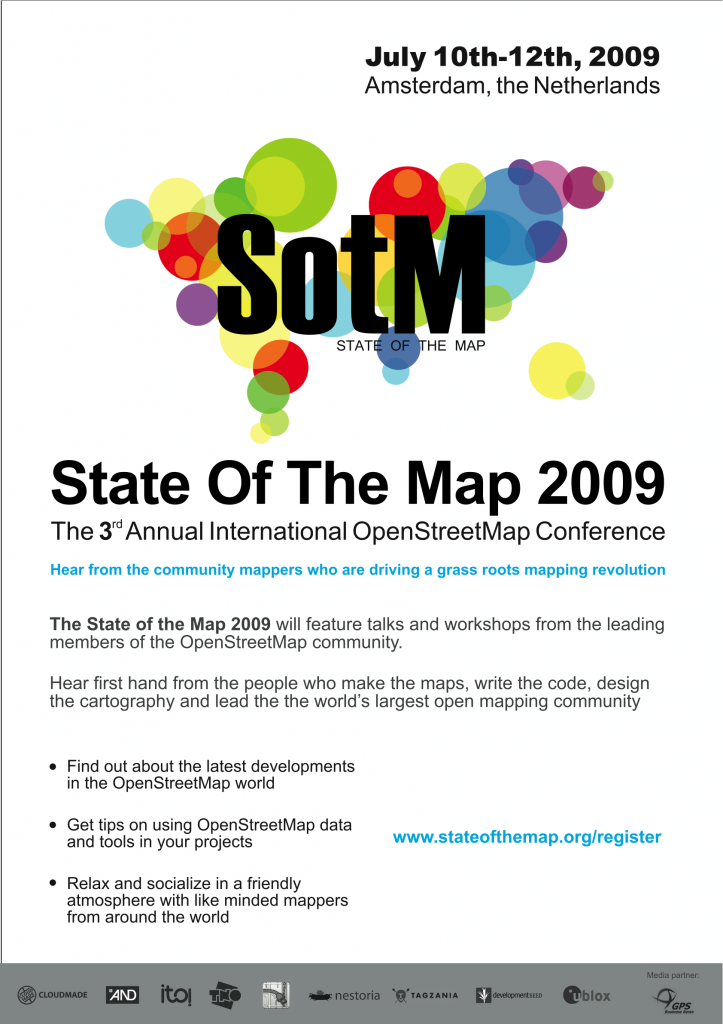 July 10th-12th, 2009
Amsterdam, the Netherlands
SotM
STATE OF THE MAP
State Of The Map 2009
The 3rd Annual International OpenStreetMap Conference
Hear from the community mappers who are driving a grass roots mapping revolution
The State of the Map 2009 will feature talks and workshops from the leading
members of the OpenStreetMap community.
Hear first hand from the people who make the maps, write the code, design
the cartography and lead the the world's largest open mapping community
• Find out about the latest developments
in the OpenStreetMap world
• Get tips on using OpenStreetMap data
and tools in your projects
• Relax and socialize in a friendly
atmosphere with like minded mappers
from around the world
www.stateofthemap.org/register
Media partner:
CLOUDMADE
AND
ito!
TNO
nestoria
TAGZANIA
developmentSEED
ublox
GPS
Business News